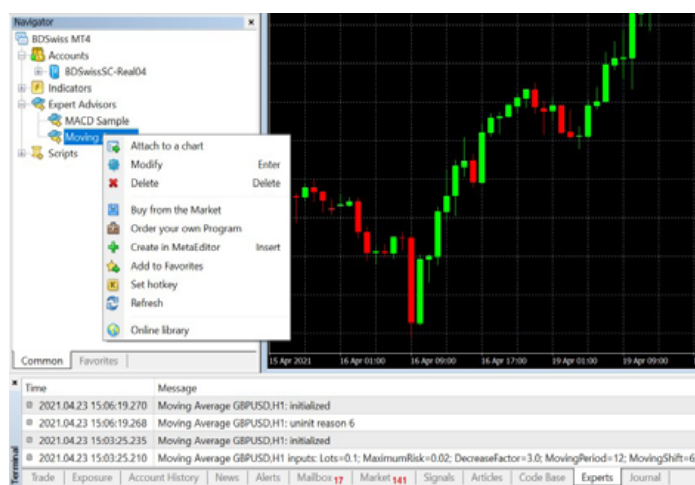 Navigator
BDSwiss MT4
Accounts
BDSwissSC-Real04
Indicators
Expert Advisors
MACD Sample
Moving
Scripts
Attach to a chart
Modify Enter
Delete Delete
Buy from the Market
Order your own Program
Create in MetaEditor Insert
Add to Favorites
Set hotkey
Refresh
Online library
Common Favorites
15 Apr 2021 16 Apr 01:00 16 Apr 09:00 16 Apr 17:00 19 Apr 01:00 19 Apr 09:00
Time Message
2021.04.23 15:06:19.270 Moving Average GBPUSD,H1: initialized
2021.04.23 15:06:19.268 Moving Average GBPUSD,H1: uninit reason 6
2021.04.23 15:03:25.235 Moving Average GBPUSD,H1: initialized
2021.04.23 15:03:25.210 Moving Average GBPUSD,H1 inputs: Lots=0.1; MaximumRisk=0.02; DecreaseFactor=3.0; MovingPeriod=12; MovingShift=6
Terminal
Trade Exposure Account History News Alerts Mailbox 17 Market 141 Signals Articles Code Base Experts Journal